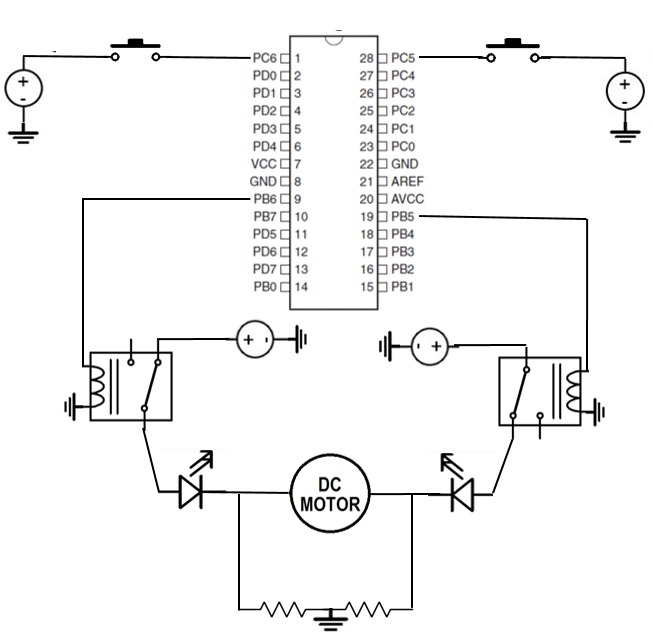 PC6 1 28 PC5
PD0 2 27 PC4
PD1 3 26 PC3
PD2 4 25 PC2
PD3 5 24 PC1
PD4 6 23 PC0
VCC 7 22 GND
GND 8 21 AREF
PB6 9 20 AVCC
PB7 10 19 PB5
PD5 11 18 PB4
PD6 12 17 PB3
PD7 13 16 PB2
PB0 14 15 PB1
DC
MOTOR